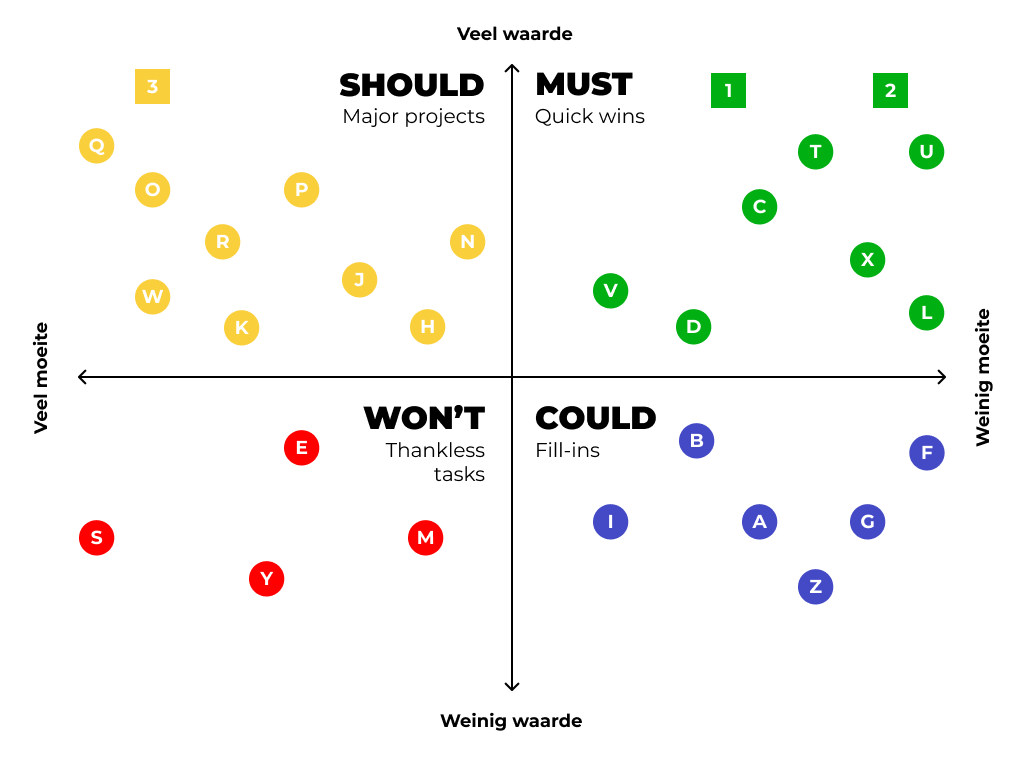 Veel waarde
SHOULD
Major projects
MUST
Quick wins
3
1
2
Q
O
P
R
N
J
W
K
H
T
U
C
X
V
L
D
Veel moeite
Weinig moeite
WON’T
Thankless
tasks
COULD
Fill-ins
E
S
M
Y
B
F
I
A
G
Z
Weinig waarde